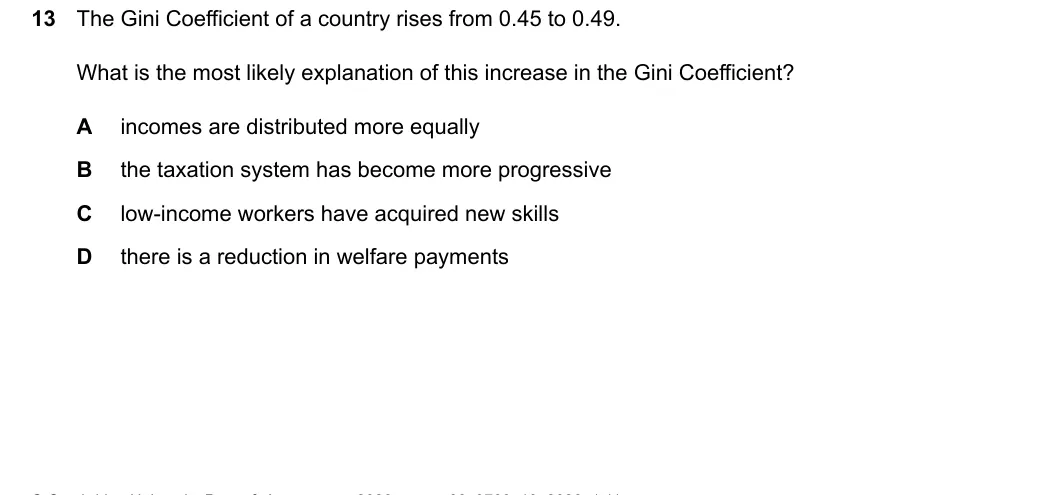 13 The Gini Coefficient of a country rises from 0.45 to 0.49.
What is the most likely explanation of this increase in the Gini Coefficient?
A incomes are distributed more equally
B the taxation system has become more progressive
C low-income workers have acquired new skills
D there is a reduction in welfare payments